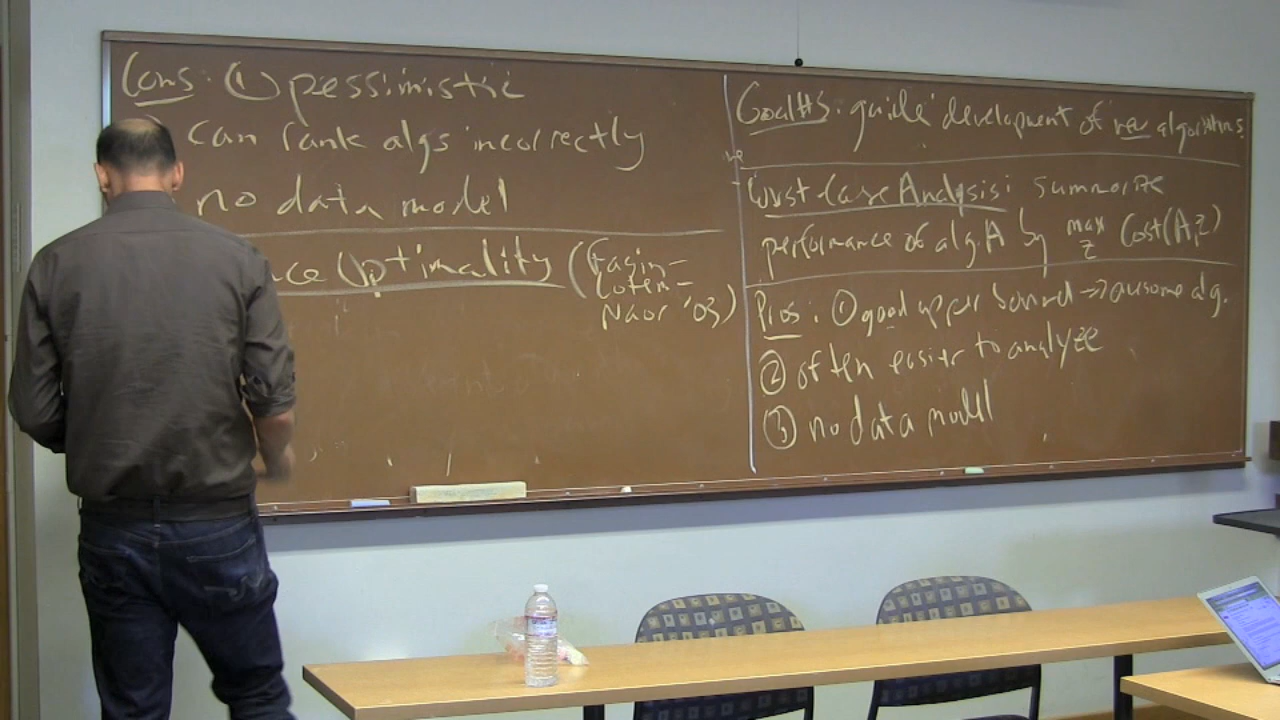 Cons: ① pessimistic
can rank algs incorrectly
no data model
nce Optimality (Fagin-
Lotem-
Naor '03)
Goal #3: guide development of new algorithms
Worst-Case Analysis: summarize
performance of alg. A by max Cost(A,z)
z
Pros: ① good upper bound => awesome alg.
② often easier to analyze
③ no data model